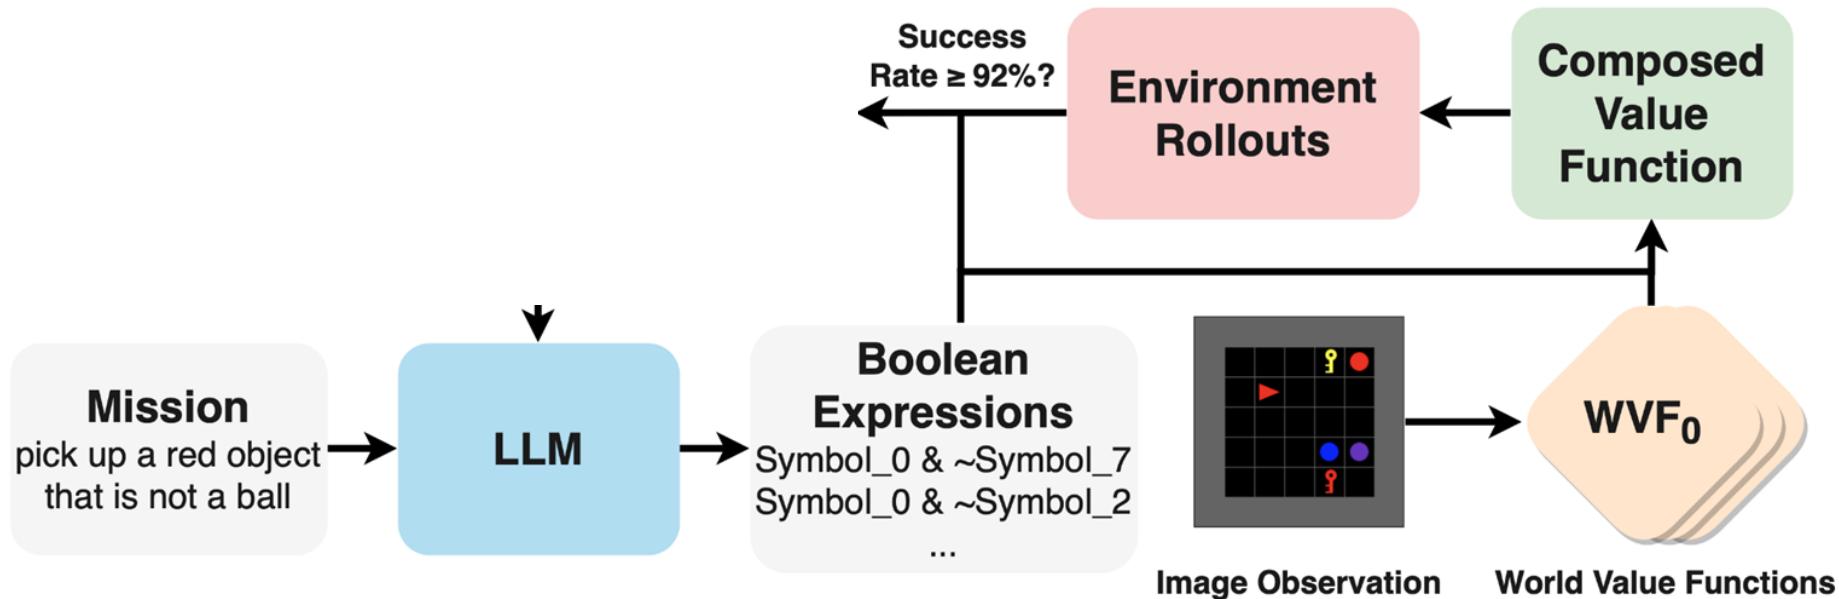 Success
Rate ≥ 92%?
Environment
Rollouts
Composed
Value
Function
Mission
pick up a red object
that is not a ball
LLM
Boolean
Expressions
Symbol_0 & ~Symbol_7
Symbol_0 & ~Symbol_2
...
WVF₀
Image Observation
World Value Functions